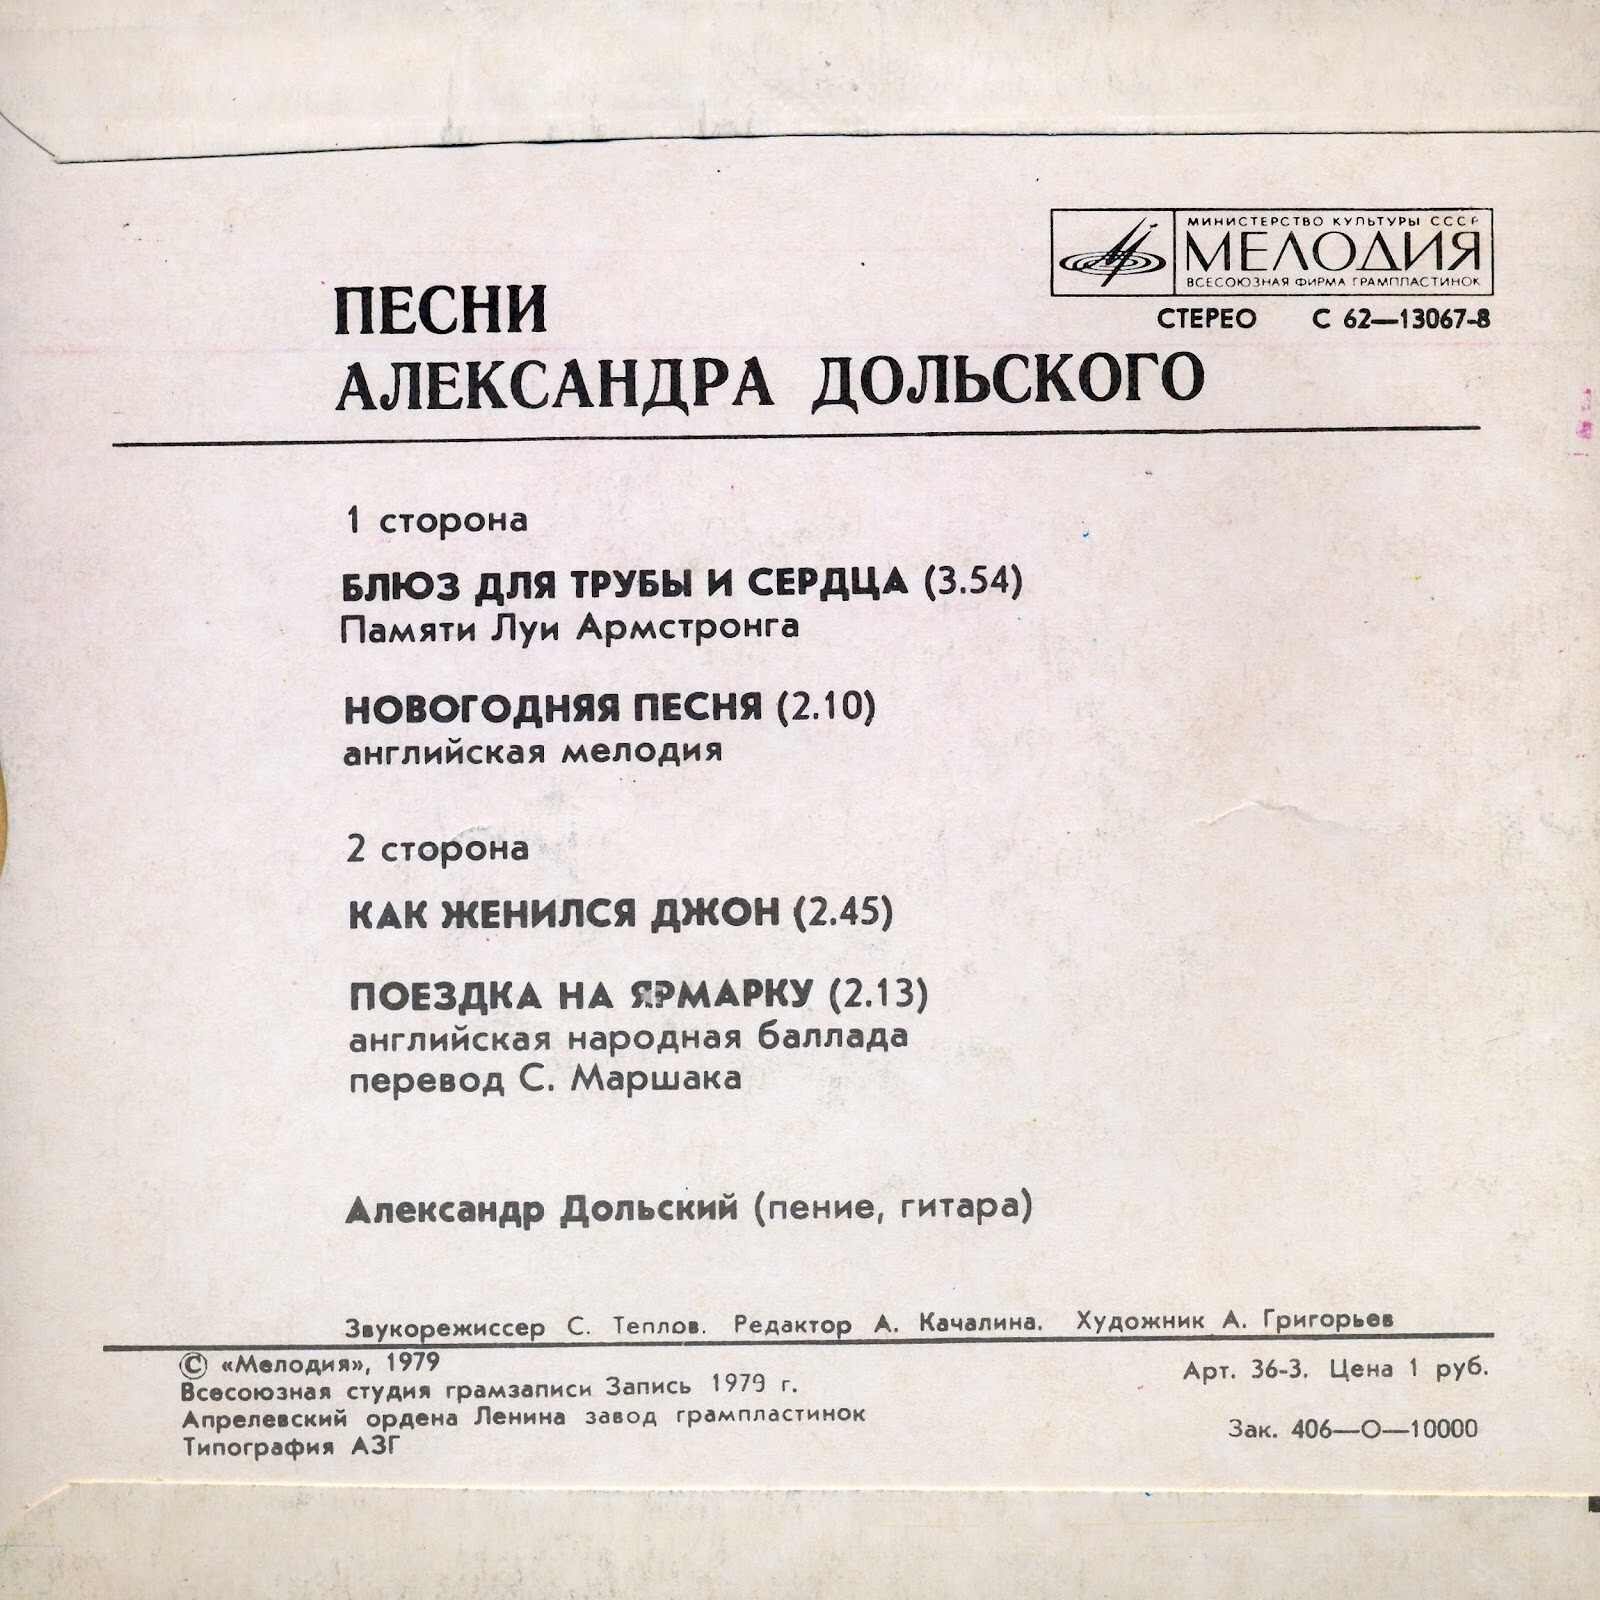 МИНИСТЕРСТВО КУЛЬТУРЫ СССР
МЕЛОДИЯ
ВСЕСОЮЗНАЯ ФИРМА ГРАМПЛАСТИНОК
СТЕРЕО С 62—13067-8
ПЕСНИ
АЛЕКСАНДРА ДОЛЬСКОГО
1 сторона
БЛЮЗ ДЛЯ ТРУБЫ И СЕРДЦА (3.54)
Памяти Луи Армстронга
НОВОГОДНЯЯ ПЕСНЯ (2.10)
английская мелодия
2 сторона
КАК ЖЕНИЛСЯ ДЖОН (2.45)
ПОЕЗДКА НА ЯРМАРКУ (2.13)
английская народная баллада
перевод С. Маршака
Александр Дольский (пение, гитара)
Звукорежиссер С. Теплов. Редактор А. Качалина. Художник А. Григорьев
© «Мелодия», 1979
Всесоюзная студия грамзаписи Запись 1979 г.
Апрелевский ордена Ленина завод грампластинок
Типография АЗГ
Арт. 36-3. Цена 1 руб.
Зак. 406—О—10000